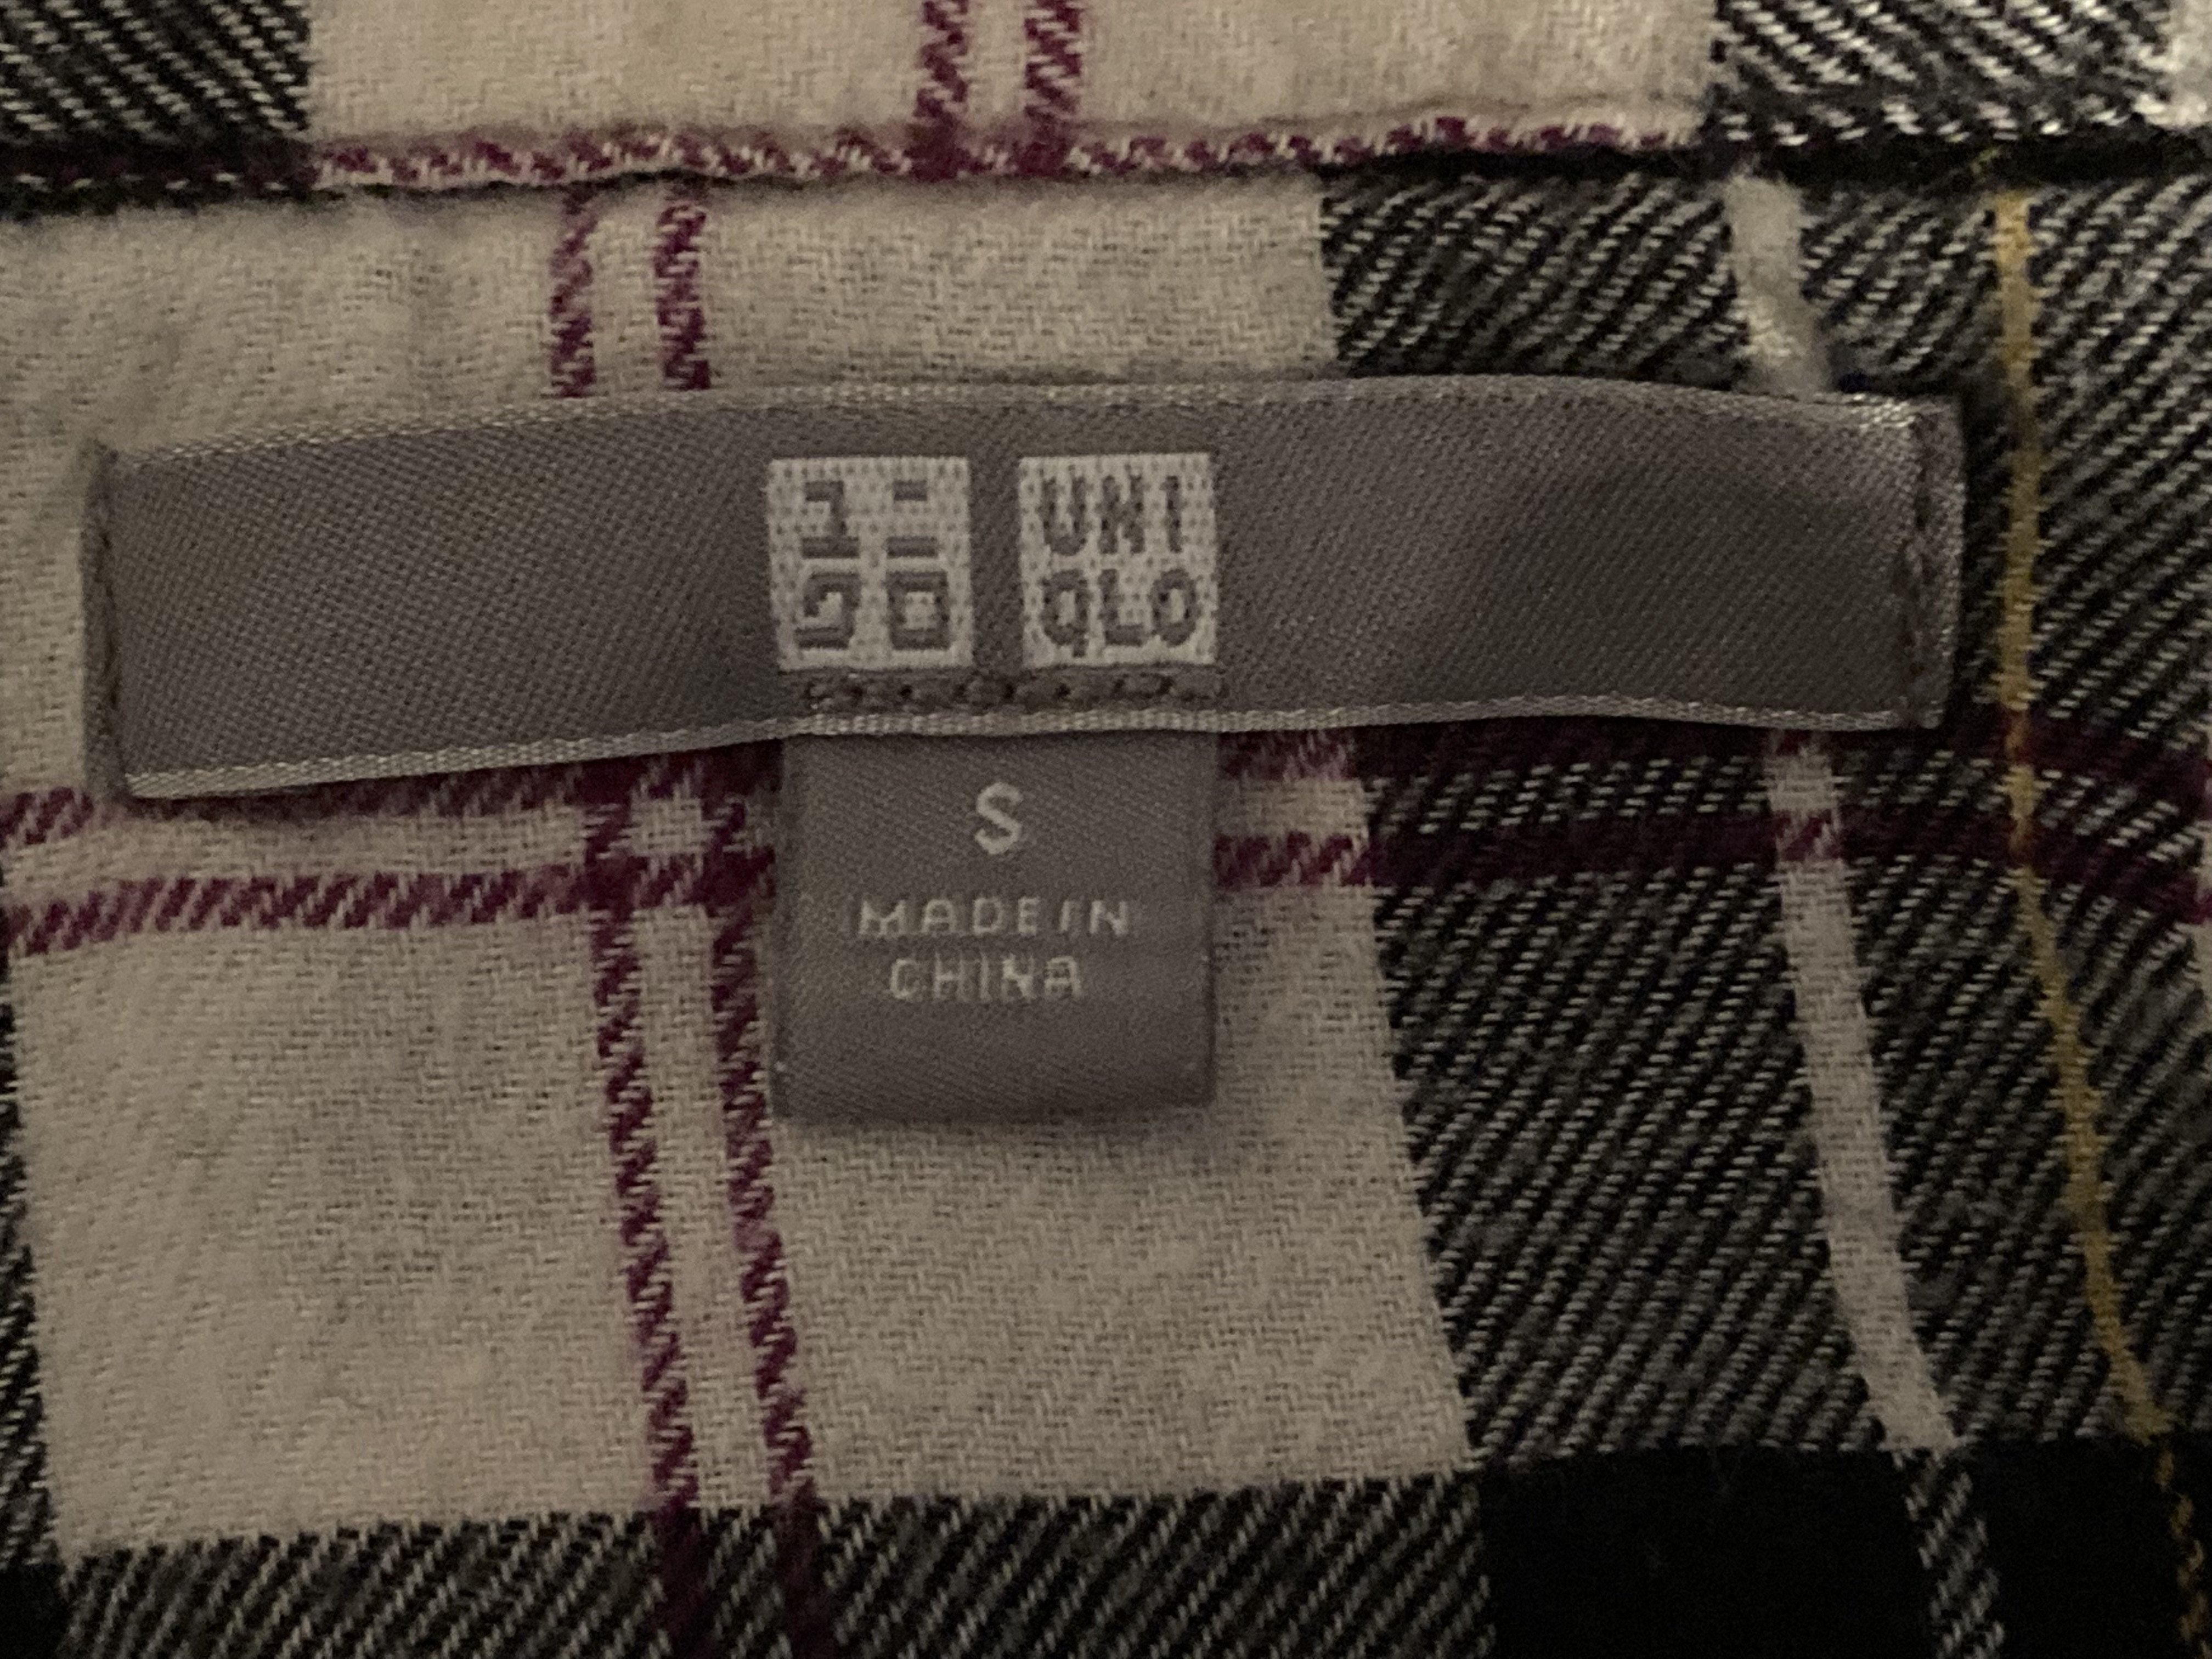 ユニ
クロ
UNI
QLO
S
MADE IN
CHINA